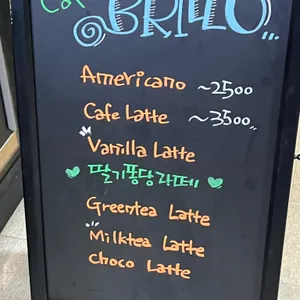 Caf
BRILLO...
Americano ~2500
Cafe Latte ~3500
Vanilla Latte
딸기퐁당라떼
Greentea Latte
Milktea Latte
Choco Latte